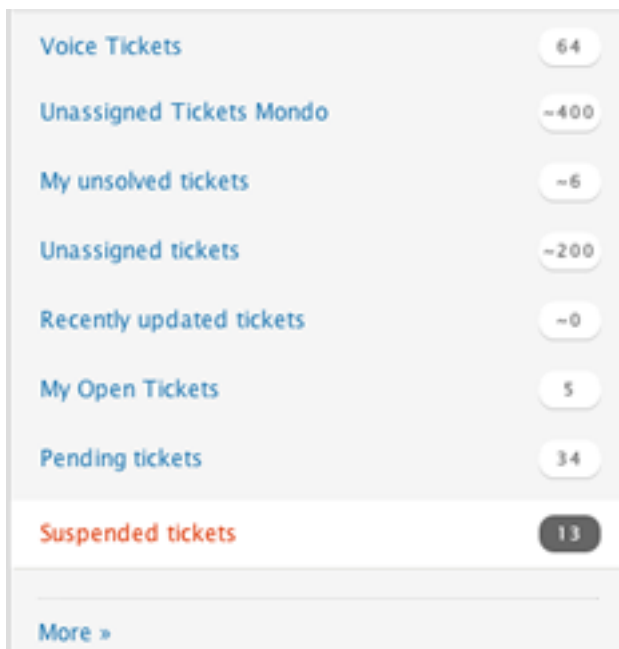 Voice Tickets 64
Unassigned Tickets Mondo ~400
My unsolved tickets ~6
Unassigned tickets ~200
Recently updated tickets ~0
My Open Tickets 5
Pending tickets 34
Suspended tickets 13
More »